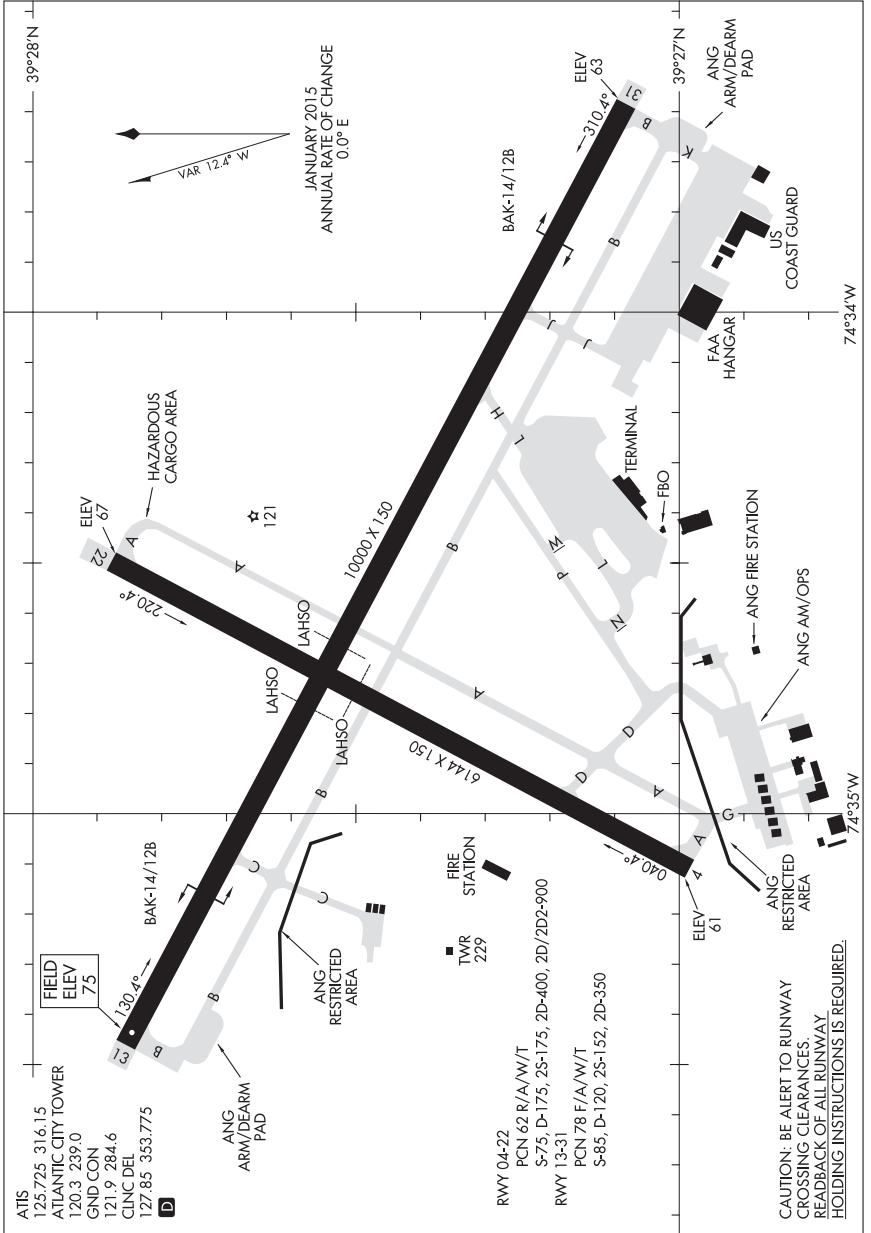 ATIS
125.725 316.15
ATLANTIC CITY TOWER
120.3 239.0
GND CON
121.9 284.6
CLNC DEL
127.85 353.775
D
39°28'N
39°27'N
74°34'W
74°35'W
VAR 12.4° W
JANUARY 2015
ANNUAL RATE OF CHANGE
0.0° E
FIELD
ELEV
75
130.4°
13
B
B
ANG
ARM/DEARM
PAD
BAK-14/12B
C
C
ANG
RESTRICTED
AREA
B
LAHSO
LAHSO
LAHSO
ELEV
67
22
220.4°
A
HAZARDOUS
CARGO AREA
A
121
10000 X 150
6144 X 150
A
B
H
L
J
J
B
BAK-14/12B
310.4°
ELEV
63
31
B
K
ANG
ARM/DEARM
PAD
US
COAST GUARD
FAA
HANGAR
TERMINAL
FBO
M
P
L
N
D
D
A
A
G
040.4°
4
ELEV
61
ANG
RESTRICTED
AREA
ANG FIRE STATION
ANG AM/OPS
FIRE
STATION
TWR
229
RWY 04-22
PCN 62 R/A/W/T
S-75, D-175, 2S-175, 2D-400, 2D/2D2-900
RWY 13-31
PCN 78 F/A/W/T
S-85, D-120, 2S-152, 2D-350
CAUTION: BE ALERT TO RUNWAY
CROSSING CLEARANCES.
READBACK OF ALL RUNWAY
HOLDING INSTRUCTIONS IS REQUIRED.